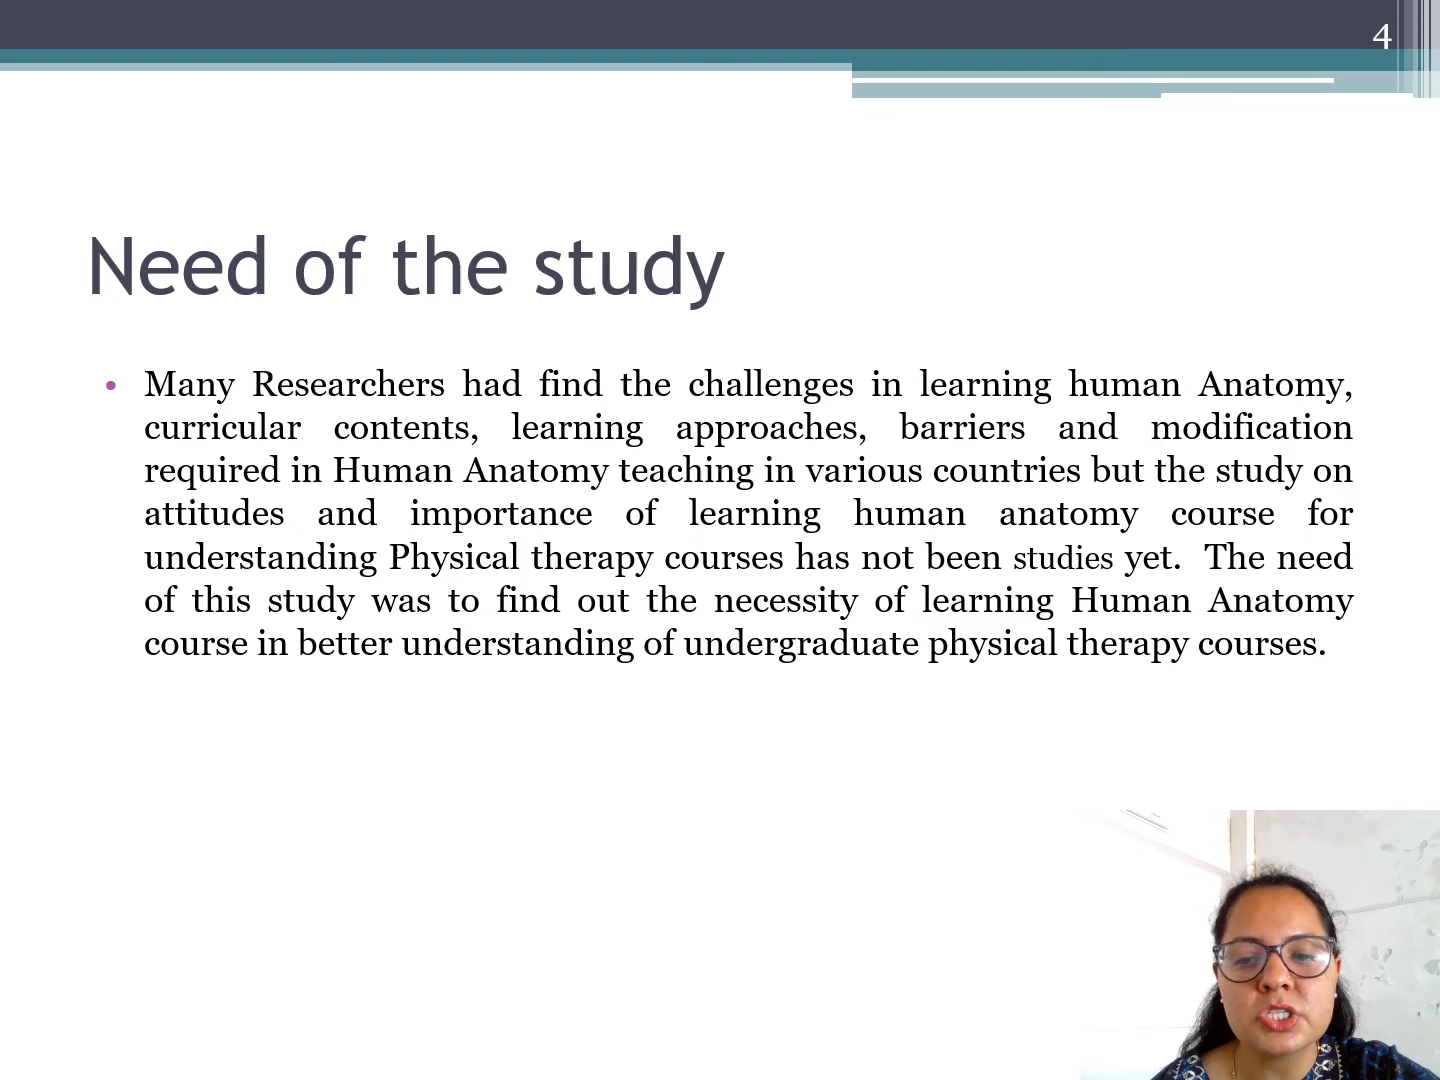 4
Need of the study
• Many Researchers had find the challenges in learning human Anatomy,
curricular contents, learning approaches, barriers and modification
required in Human Anatomy teaching in various countries but the study on
attitudes and importance of learning human anatomy course for
understanding Physical therapy courses has not been studies yet. The need
of this study was to find out the necessity of learning Human Anatomy
course in better understanding of undergraduate physical therapy courses.